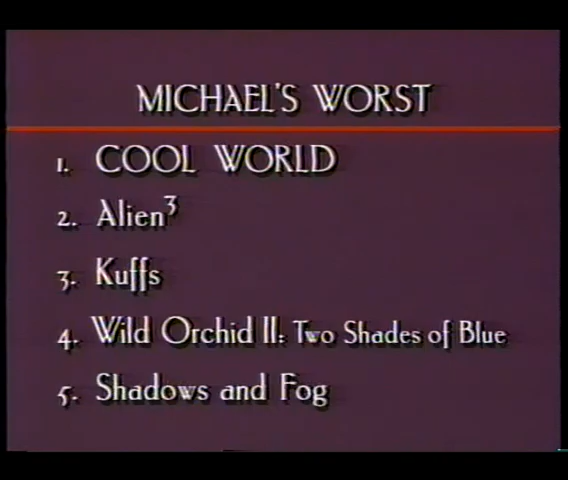 MICHAEL'S WORST
1. COOL WORLD
2. Alien³
3. Kuffs
4. Wild Orchid II: Two Shades of Blue
5. Shadows and Fog